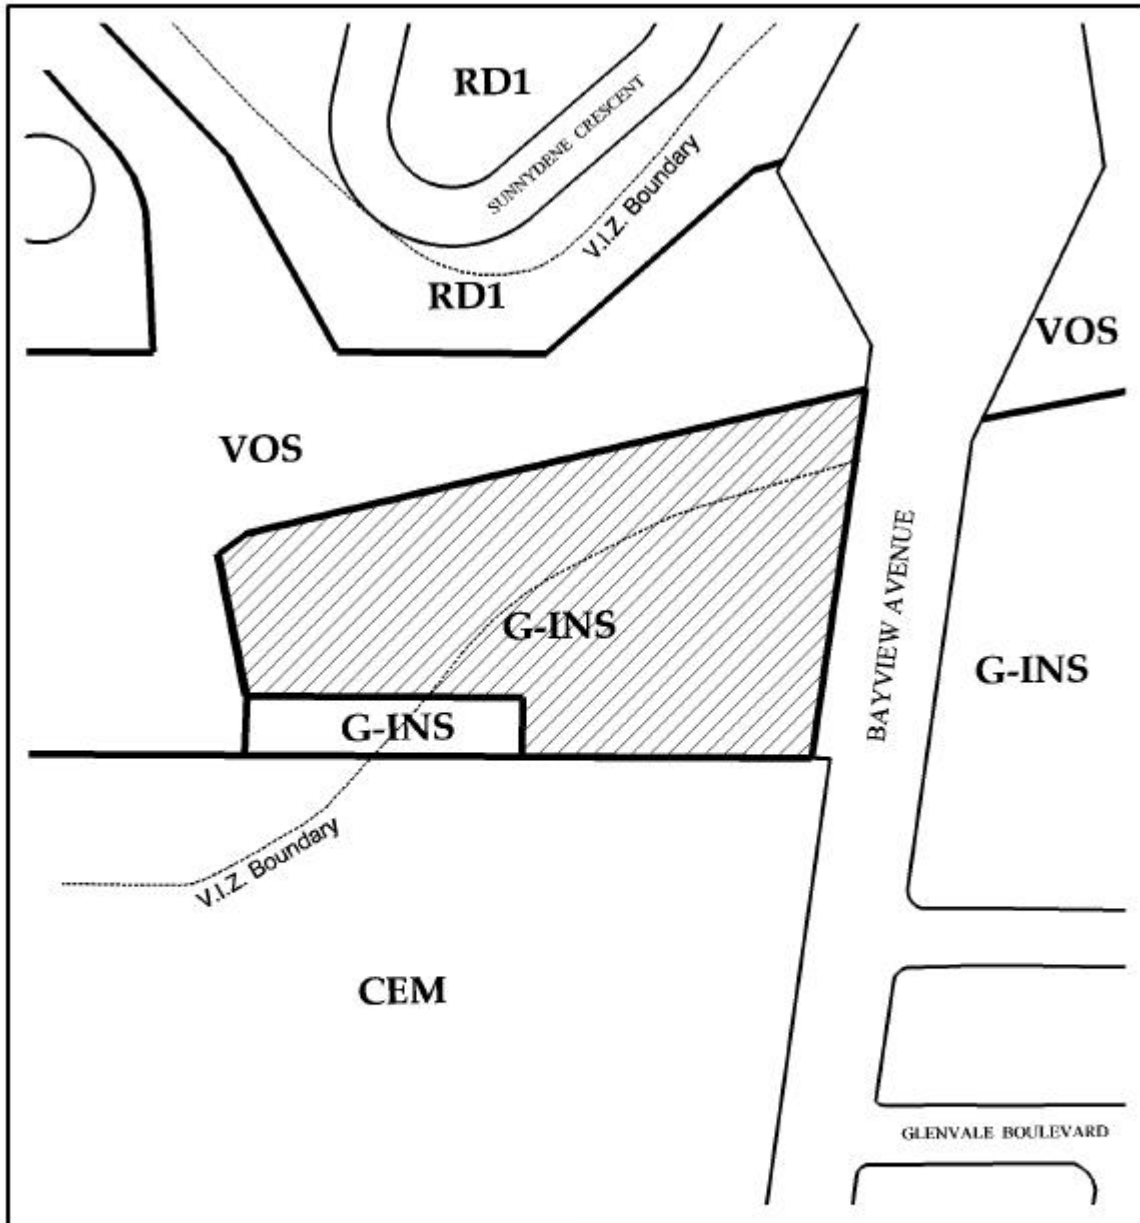 RD1
SUNNYDENE CRESCENT
V.I.Z. Boundary
RD1
VOS
VOS
G-INS
BAYVIEW AVENUE
G-INS
G-INS
V.I.Z. Boundary
CEM
GLENVALE BOULEVARD